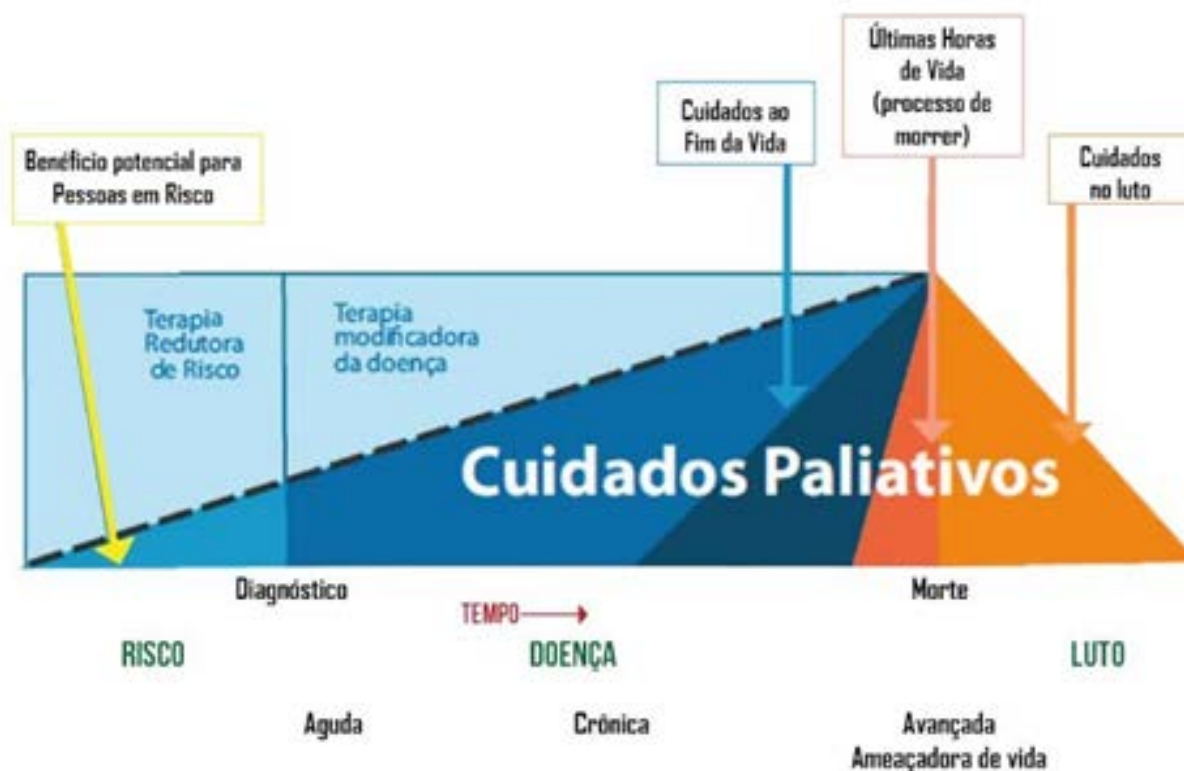 Últimas Horas
de Vida
(processo de
morrer)
Cuidados ao
Fim da Vida
Cuidados
no luto
Benéficio potencial para
Pessoas em Risco
Terapia
Redutora
de Risco
Terapia
modificadora
da doença
Cuidados Paliativos
Diagnóstico
Morte
TEMPO
RISCO
DOENÇA
LUTO
Aguda
Crônica
Avançada
Ameaçadora de vida